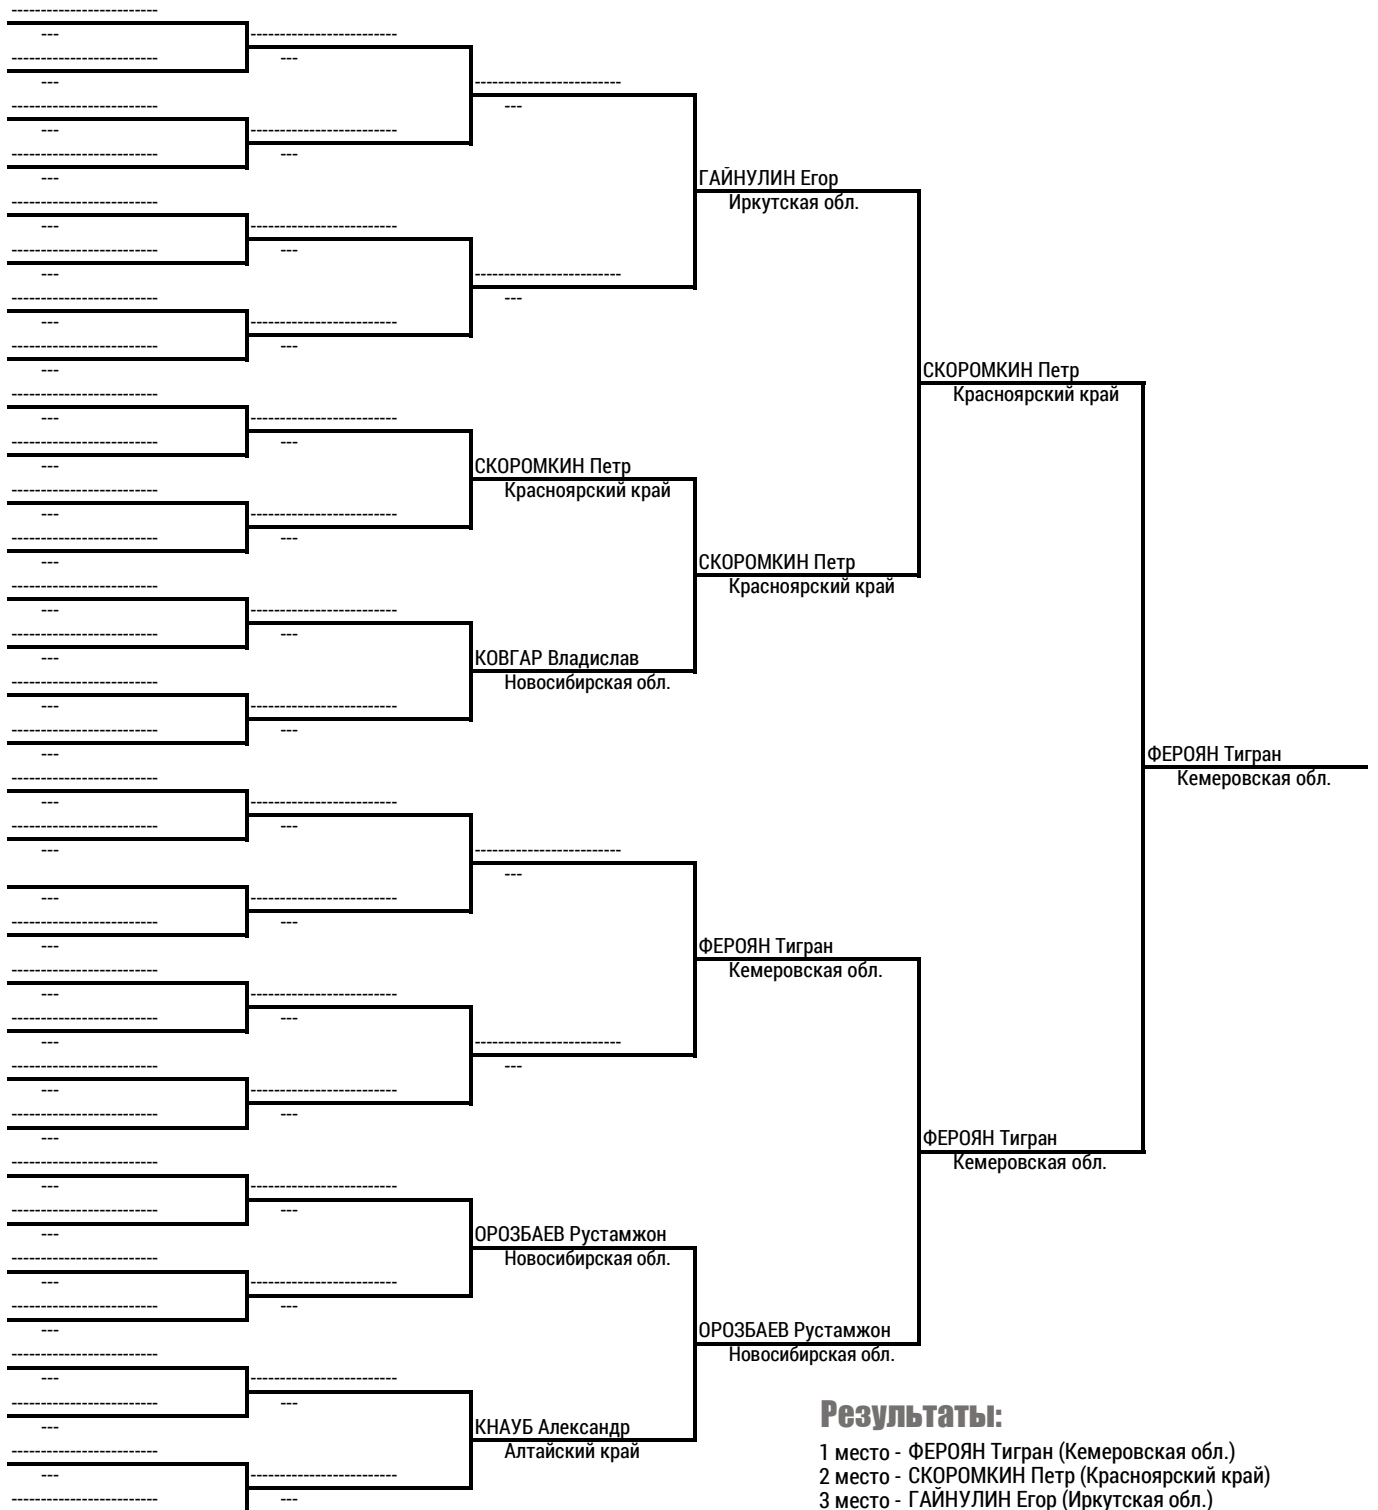 ГАЙНУЛИН Егор
Иркутская обл.
СКОРОМКИН Петр
Красноярский край
СКОРОМКИН Петр
Красноярский край
СКОРОМКИН Петр
Красноярский край
КОВГАР Владислав
Новосибирская обл.
ФЕРОЯН Тигран
Кемеровская обл.
ФЕРОЯН Тигран
Кемеровская обл.
ФЕРОЯН Тигран
Кемеровская обл.
ОРОЗБАЕВ Рустамжон
Новосибирская обл.
ОРОЗБАЕВ Рустамжон
Новосибирская обл.
КНАУБ Александр
Алтайский край
Результаты:
1 место - ФЕРОЯН Тигран (Кемеровская обл.)
2 место - СКОРОМКИН Петр (Красноярский край)
3 место - ГАЙНУЛИН Егор (Иркутская обл.)